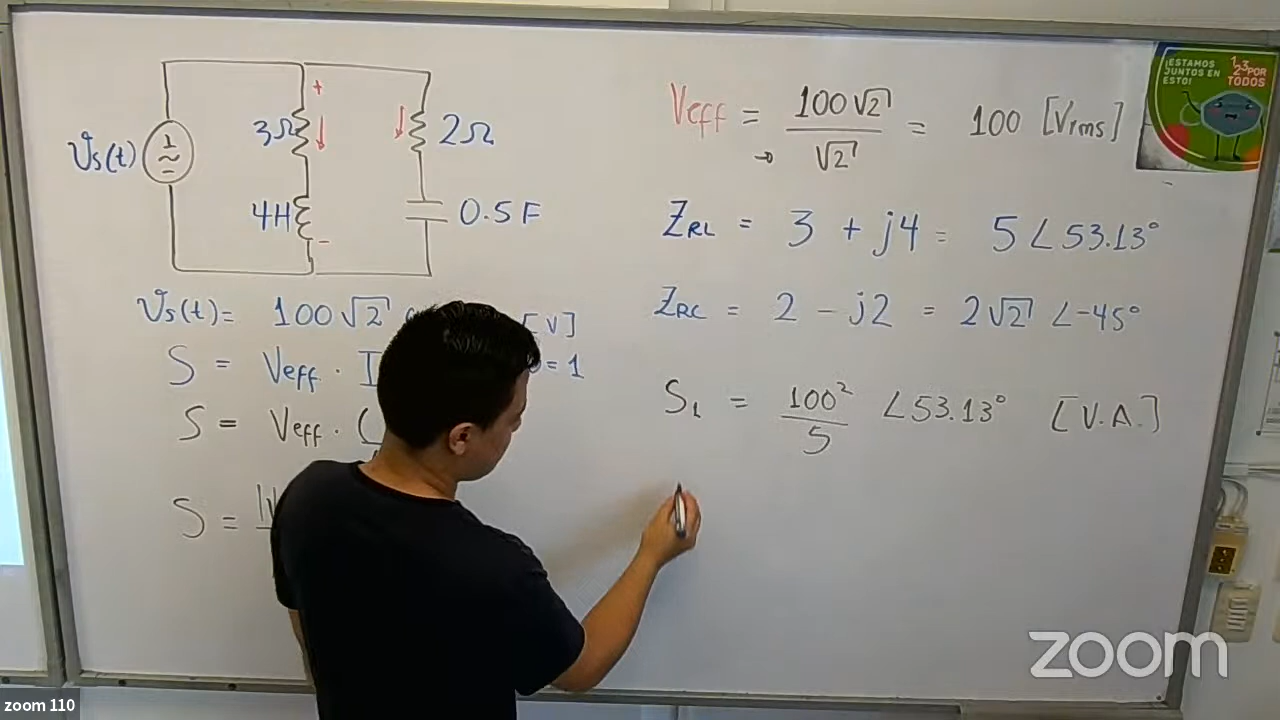 3Ω
2Ω
𝒱s(t)
4H
0.5F
𝒱s(t) = 100√2 [V]
S = Veff · I = 1
S = Veff · (
S = |V
Veff = 100√2 / √2 = 100 [Vrms]
ZRL = 3 + j4 = 5 ∠53.13°
ZRC = 2 - j2 = 2√2 ∠-45°
S1 = 100² / 5 ∠53.13° [V.A.]
¡ESTAMOS
JUNTOS EN
ESTO!
1,2,3 POR
TODOS
zoom
zoom 110